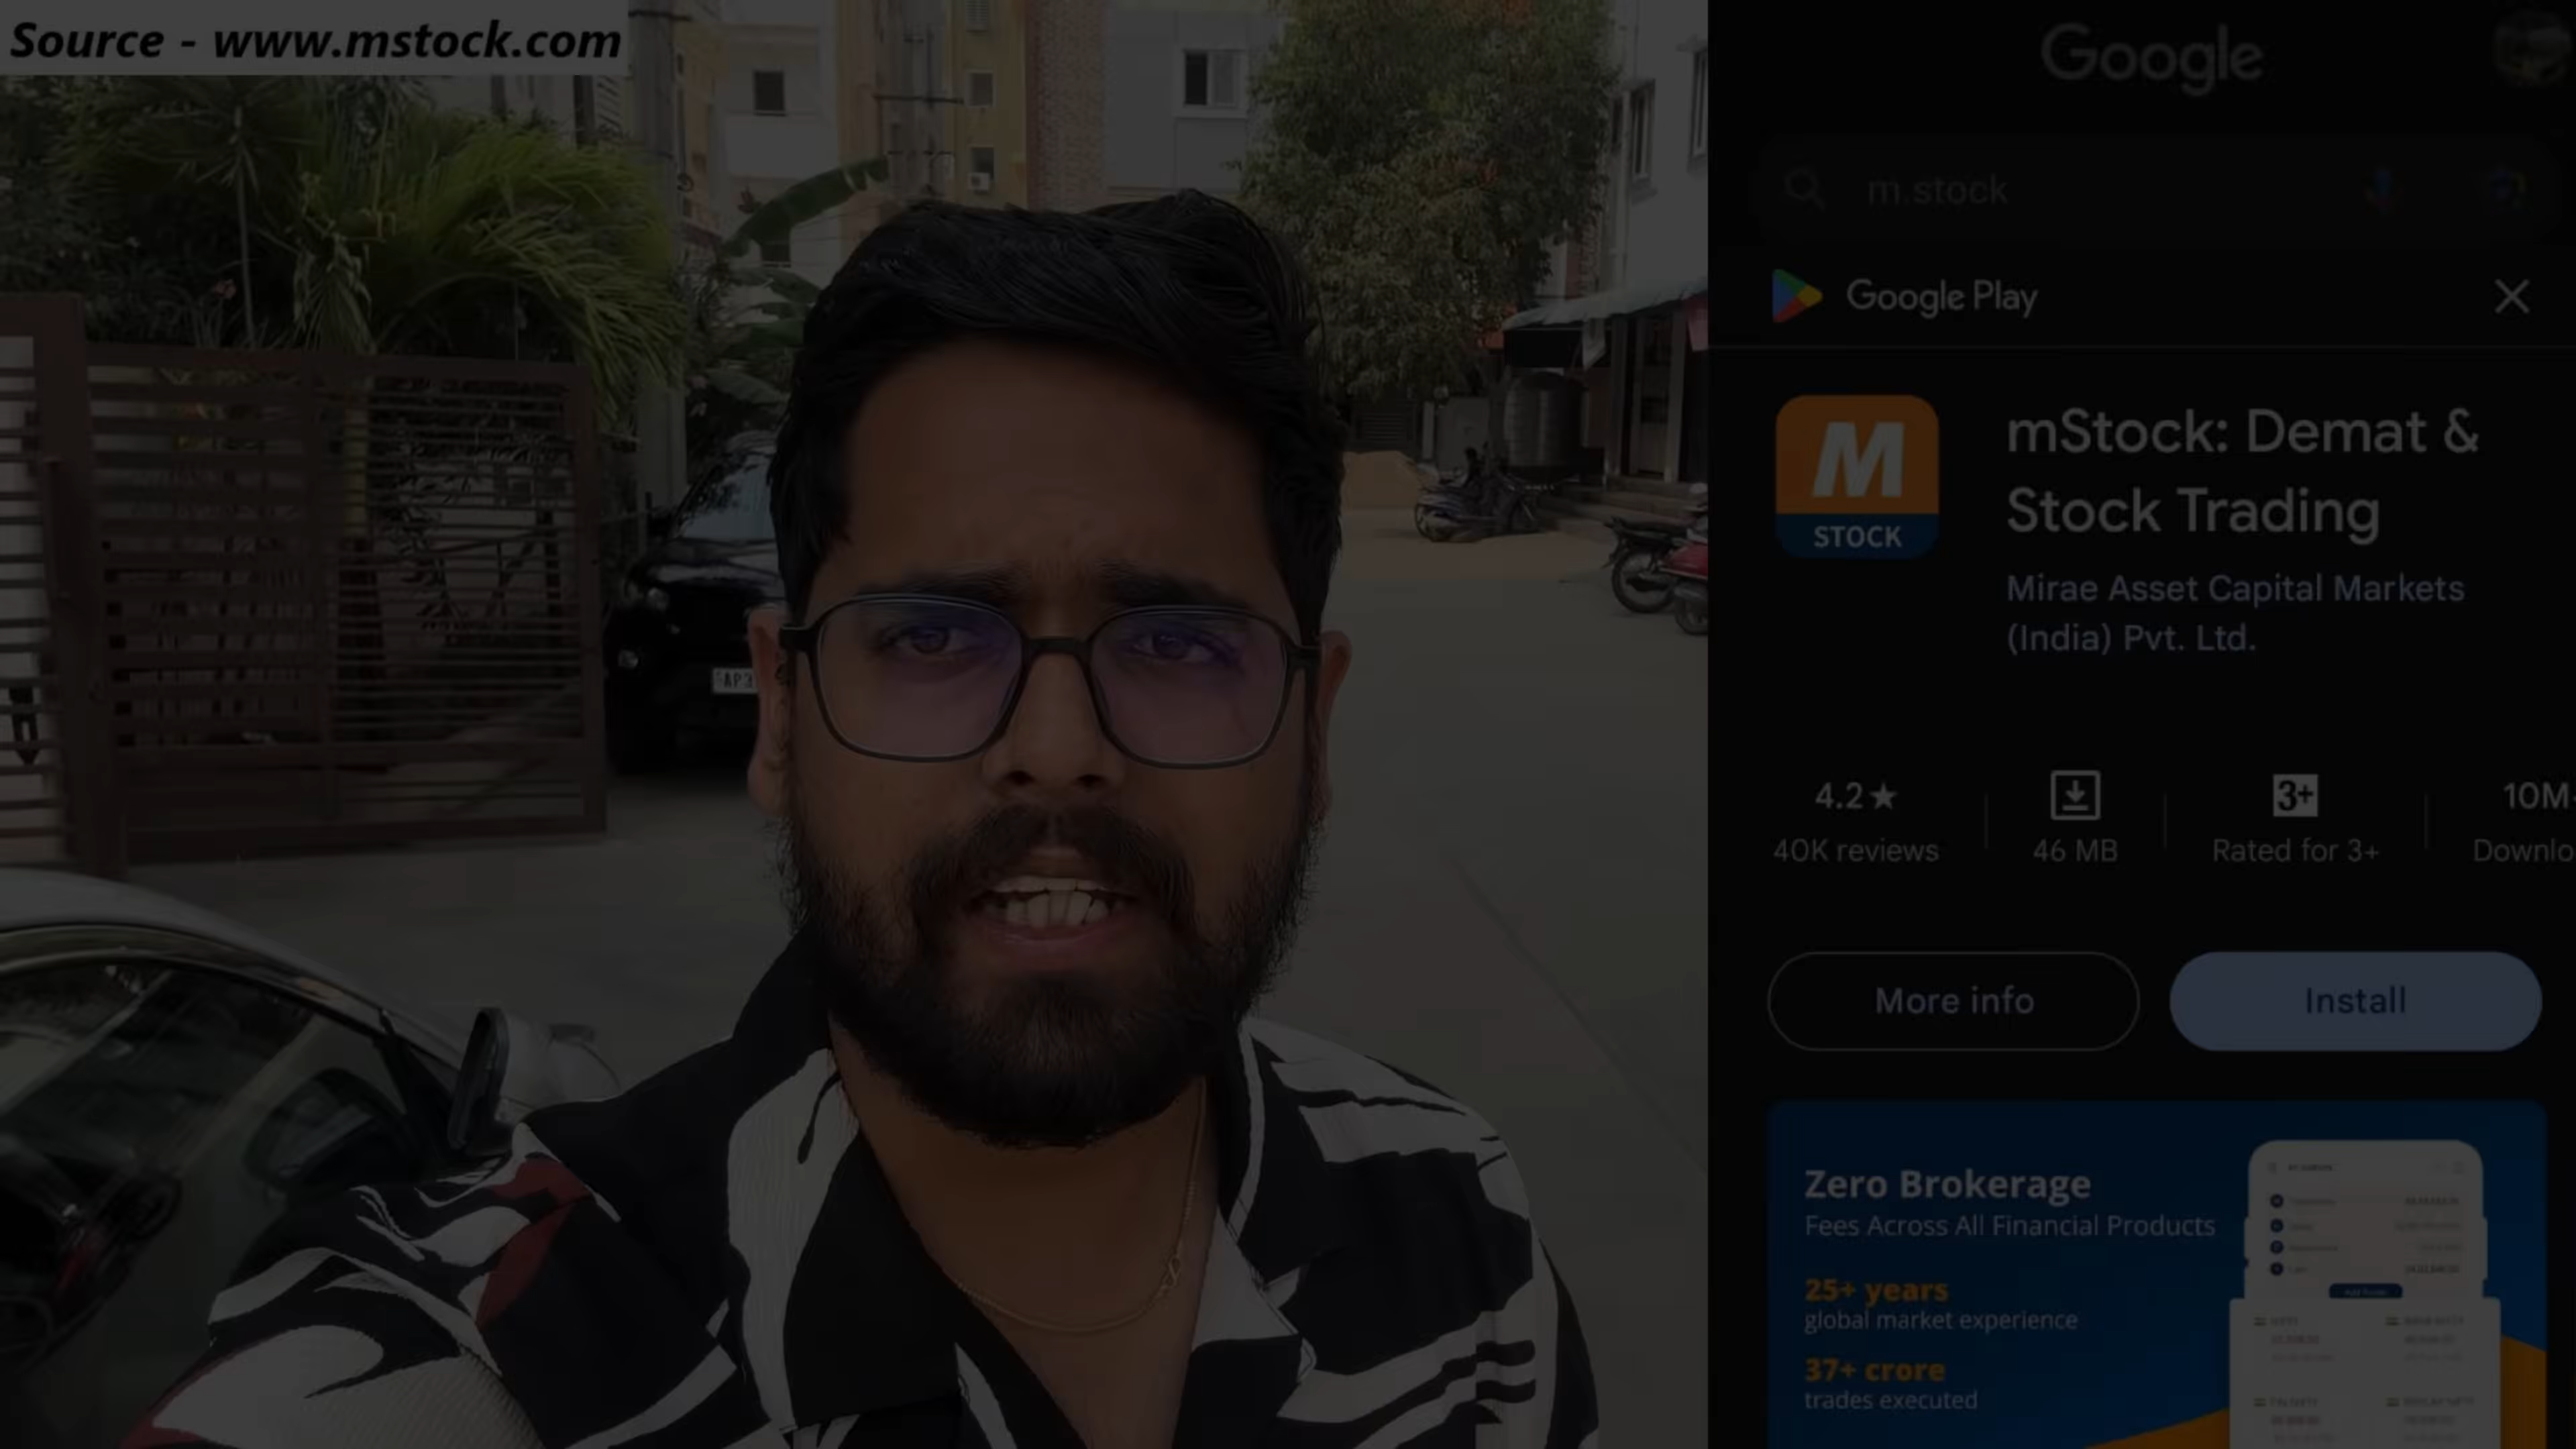 Source - www.mstock.com
AP3
Google
m.stock
Google Play
M
STOCK
mStock: Demat &
Stock Trading
Mirae Asset Capital Markets
(India) Pvt. Ltd.
4.2★
40K reviews
46 MB
3+
Rated for 3+
10M
Downlo
More info
Install
Zero Brokerage
Fees Across All Financial Products
25+ years
global market experience
37+ crore
trades executed